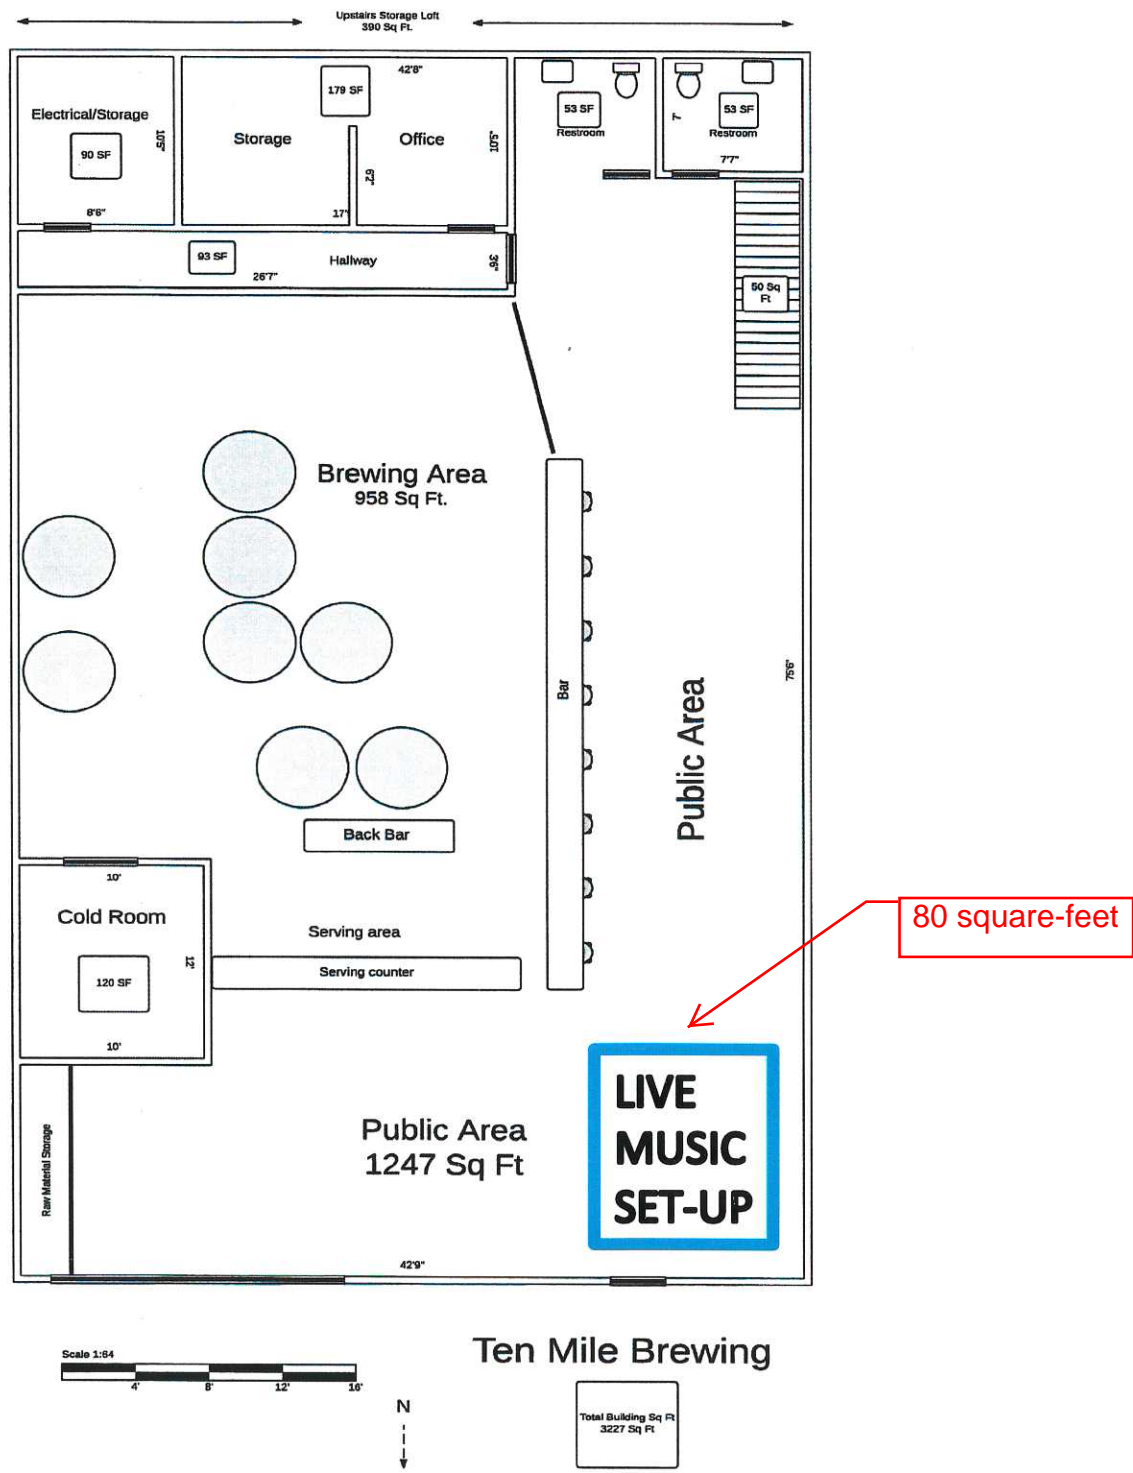 Upstairs Storage Loft
390 Sq Ft.
42'8"
179 SF
53 SF
Restroom
53 SF
Restroom
7'
7'7"
Electrical/Storage
90 SF
10'5"
8'6"
Storage
Office
10'5"
6'2"
17'
93 SF
Hallway
26'7"
3'6"
50 Sq
Ft
Brewing Area
958 Sq Ft.
Bar
Public Area
75'6"
Back Bar
10'
Cold Room
120 SF
12'
10'
Serving area
Serving counter
80 square-feet
LIVE
MUSIC
SET-UP
Public Area
1247 Sq Ft
Raw Material Storage
42'9"
Scale 1:64
4'
8'
12'
16'
N
Ten Mile Brewing
Total Building Sq Ft
3227 Sq Ft